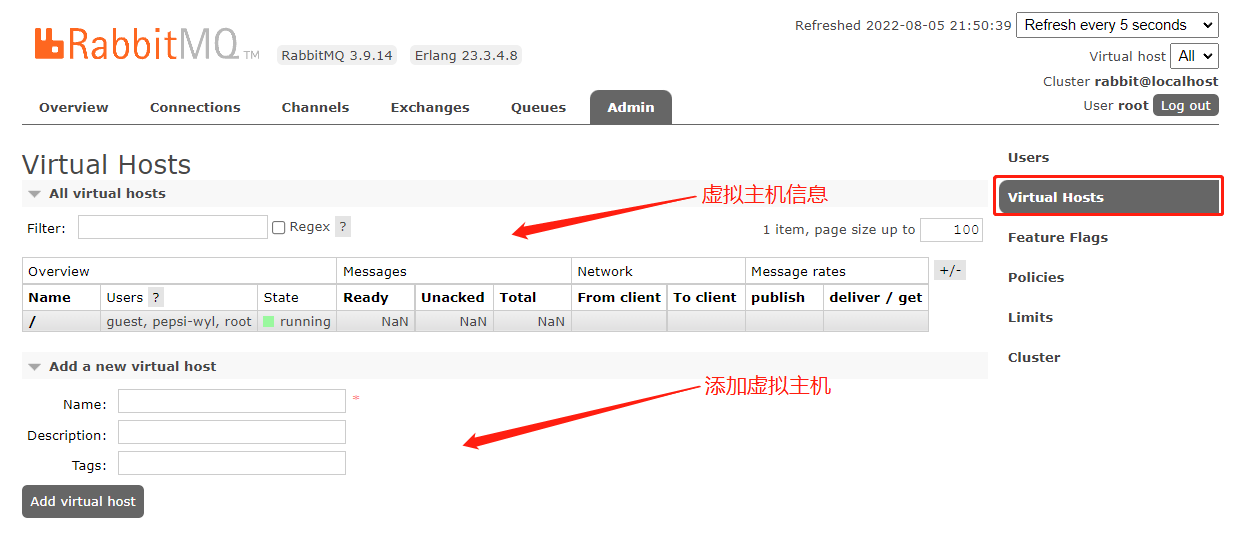 Refreshed 2022-08-05 21:50:39 Refresh every 5 seconds
RabbitMQ TM RabbitMQ 3.9.14 Erlang 23.3.4.8
Virtual host All
Cluster rabbit@localhost
User root Log out
Overview Connections Channels Exchanges Queues Admin
Virtual Hosts
All virtual hosts
虚拟主机信息
Filter: Regex ? 1 item, page size up to 100
Overview Messages Network Message rates +/-
Name Users ? State Ready Unacked Total From client To client publish deliver / get
/ guest, pepsi-wyl, root running NaN NaN NaN
Add a new virtual host
添加虚拟主机
Name: *
Description:
Tags:
Add virtual host
Users
Virtual Hosts
Feature Flags
Policies
Limits
Cluster